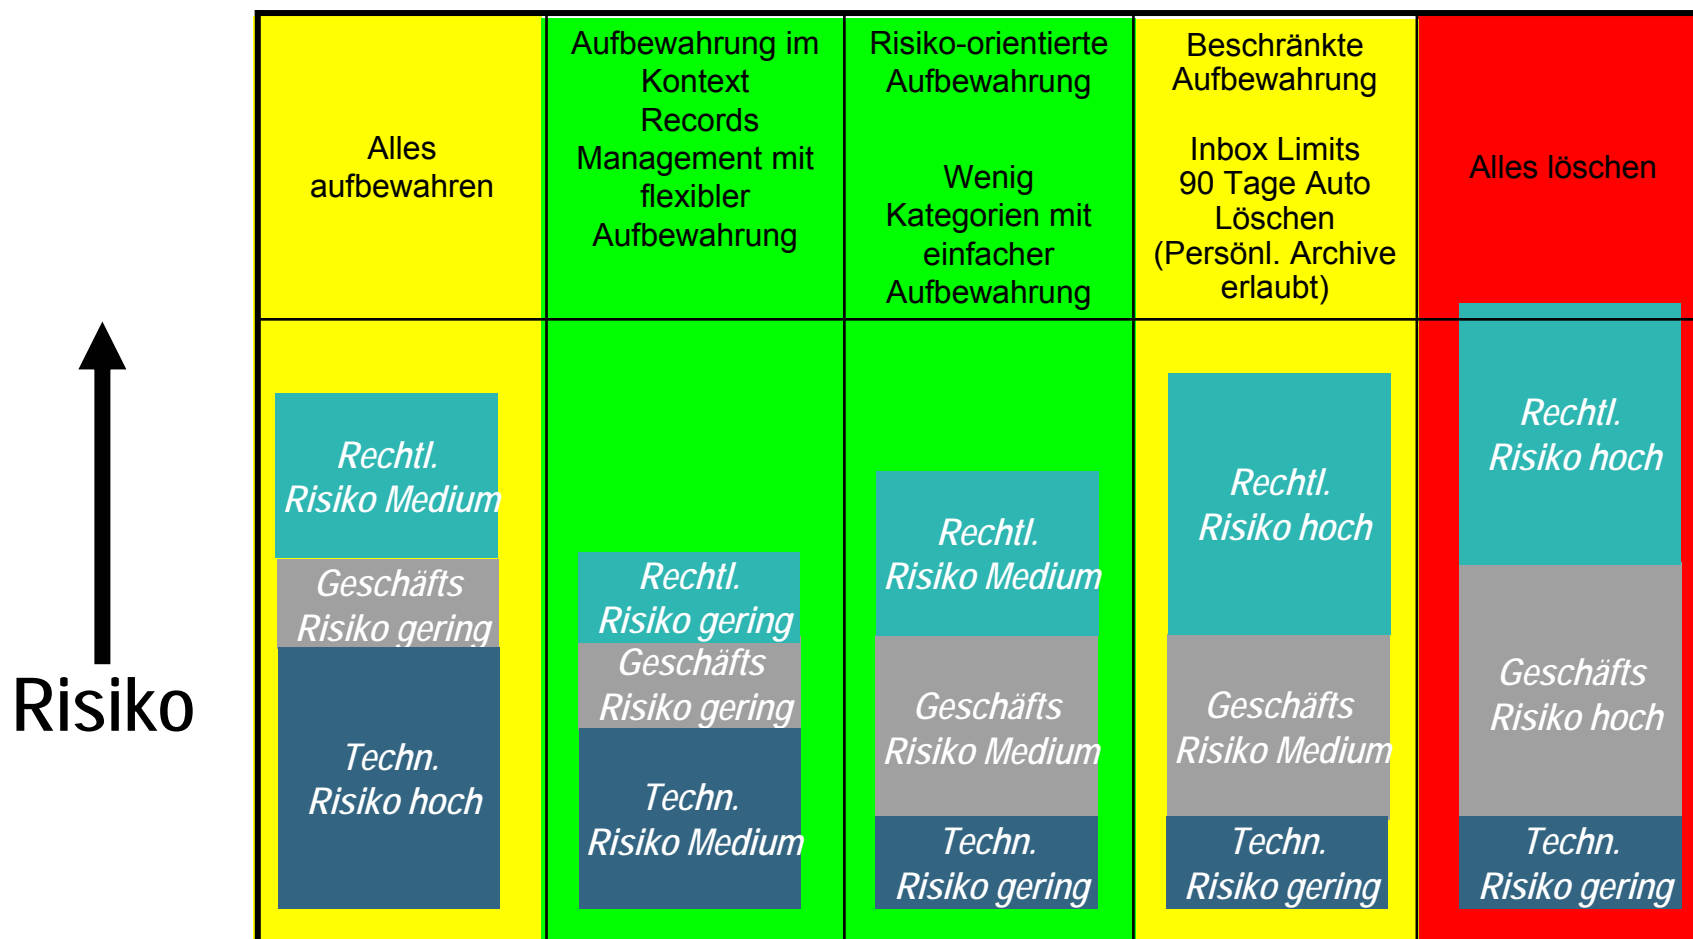 Alles
aufbewahren
Aufbewahrung im
Kontext
Records
Management mit
flexibler
Aufbewahrung
Risiko-orientierte
Aufbewahrung
Wenig
Kategorien mit
einfacher
Aufbewahrung
Beschränkte
Aufbewahrung
Inbox Limits
90 Tage Auto
Löschen
(Persönl. Archive
erlaubt)
Alles löschen
Risiko
Rechtl.
Risiko Medium
Geschäfts
Risiko gering
Techn.
Risiko hoch
Rechtl.
Risiko gering
Geschäfts
Risiko gering
Techn.
Risiko Medium
Rechtl.
Risiko Medium
Geschäfts
Risiko Medium
Techn.
Risiko gering
Rechtl.
Risiko hoch
Geschäfts
Risiko Medium
Techn.
Risiko gering
Rechtl.
Risiko hoch
Geschäfts
Risiko hoch
Techn.
Risiko gering